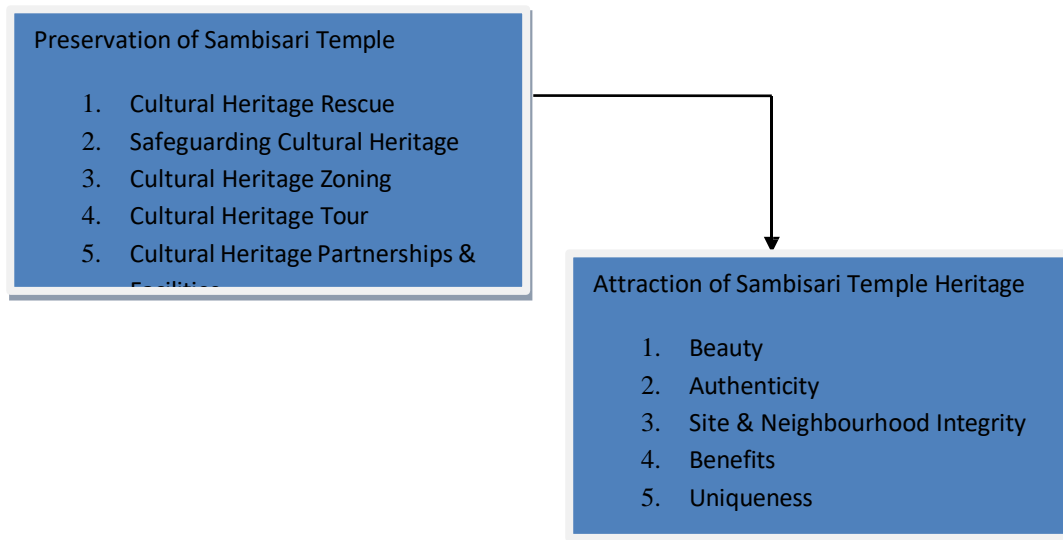 Preservation of Sambisari Temple
1. Cultural Heritage Rescue
2. Safeguarding Cultural Heritage
3. Cultural Heritage Zoning
4. Cultural Heritage Tour
5. Cultural Heritage Partnerships &
Attraction of Sambisari Temple Heritage
1. Beauty
2. Authenticity
3. Site & Neighbourhood Integrity
4. Benefits
5. Uniqueness